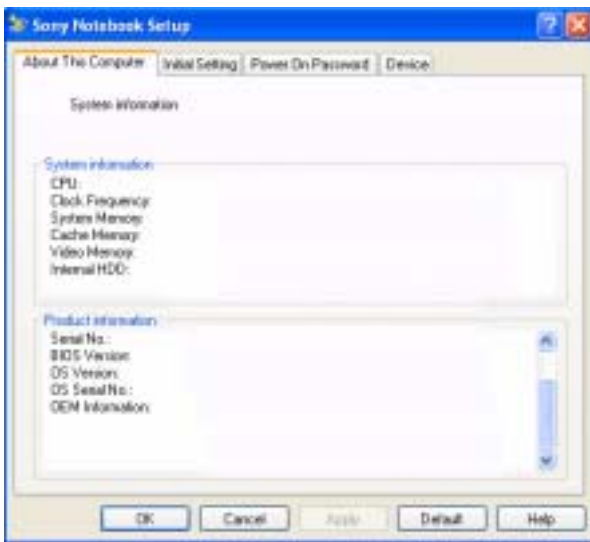 Sony Notebook Setup
About This Computer
Initial Setting
Power On Password
Device
System information
System information
CPU:
Clock Frequency:
System Memory:
Cache Memory:
Video Memory:
Internal HDD:
Product information
Serial No.:
BIOS Version:
OS Version:
OS Serial No.:
OEM Information:
OK
Cancel
Apply
Default
Help